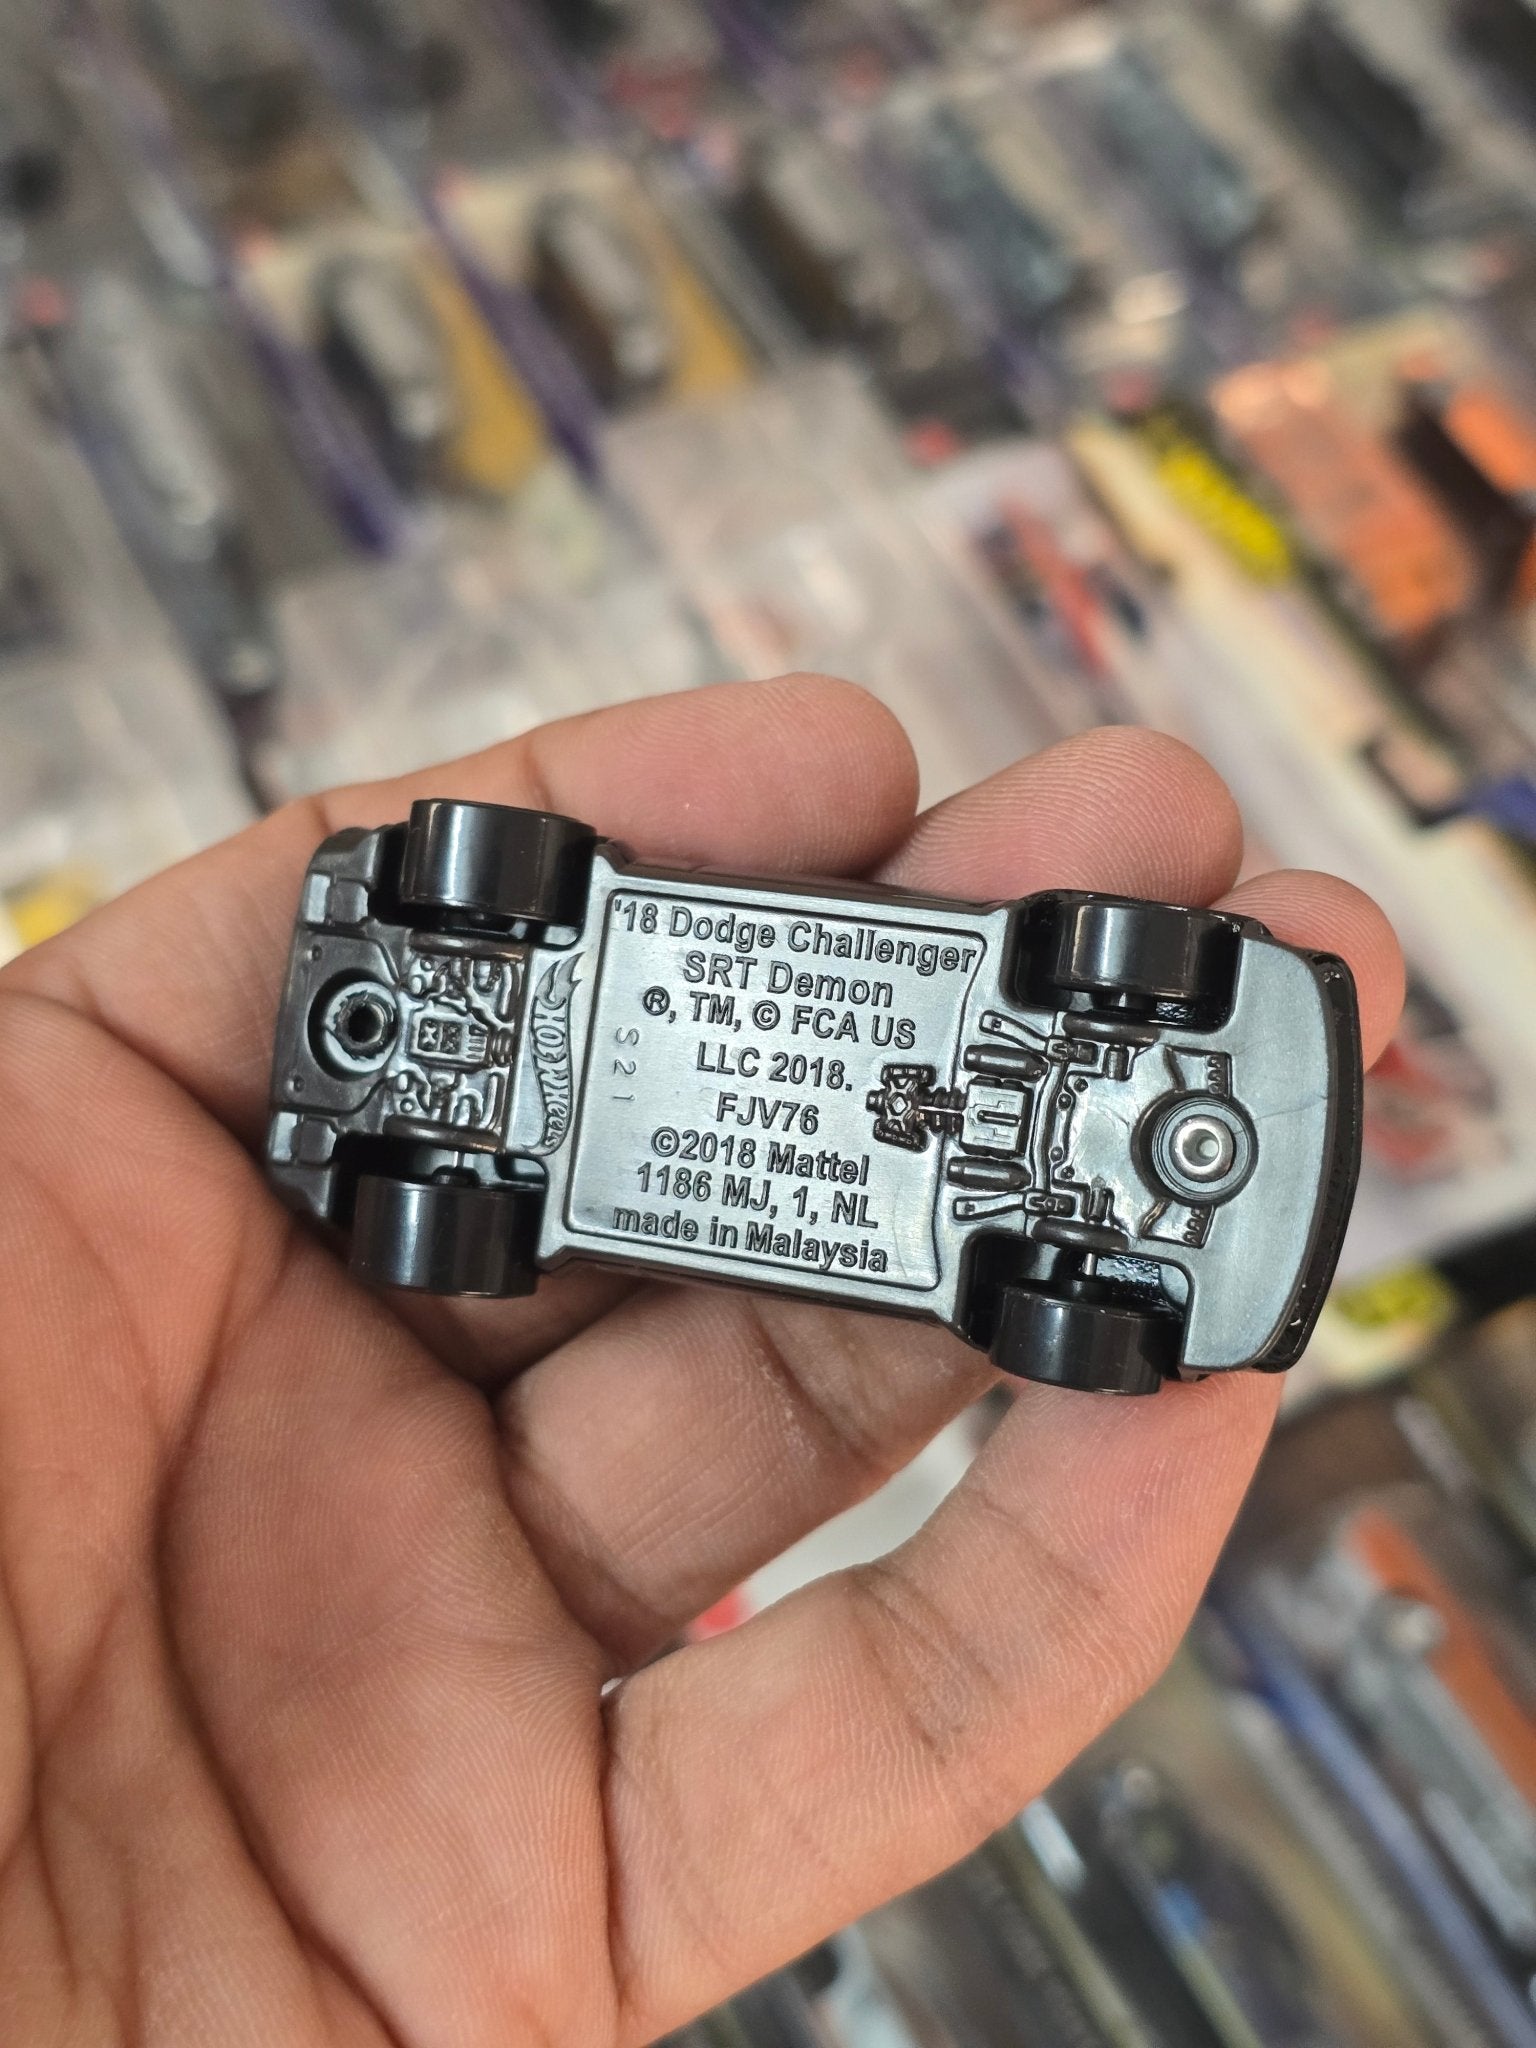 '18 Dodge Challenger
SRT Demon
®, TM, © FCA US
LLC 2018.
FJV76
©2018 Mattel
1186 MJ, 1, NL
made in Malaysia
S21
HOT WHEELS